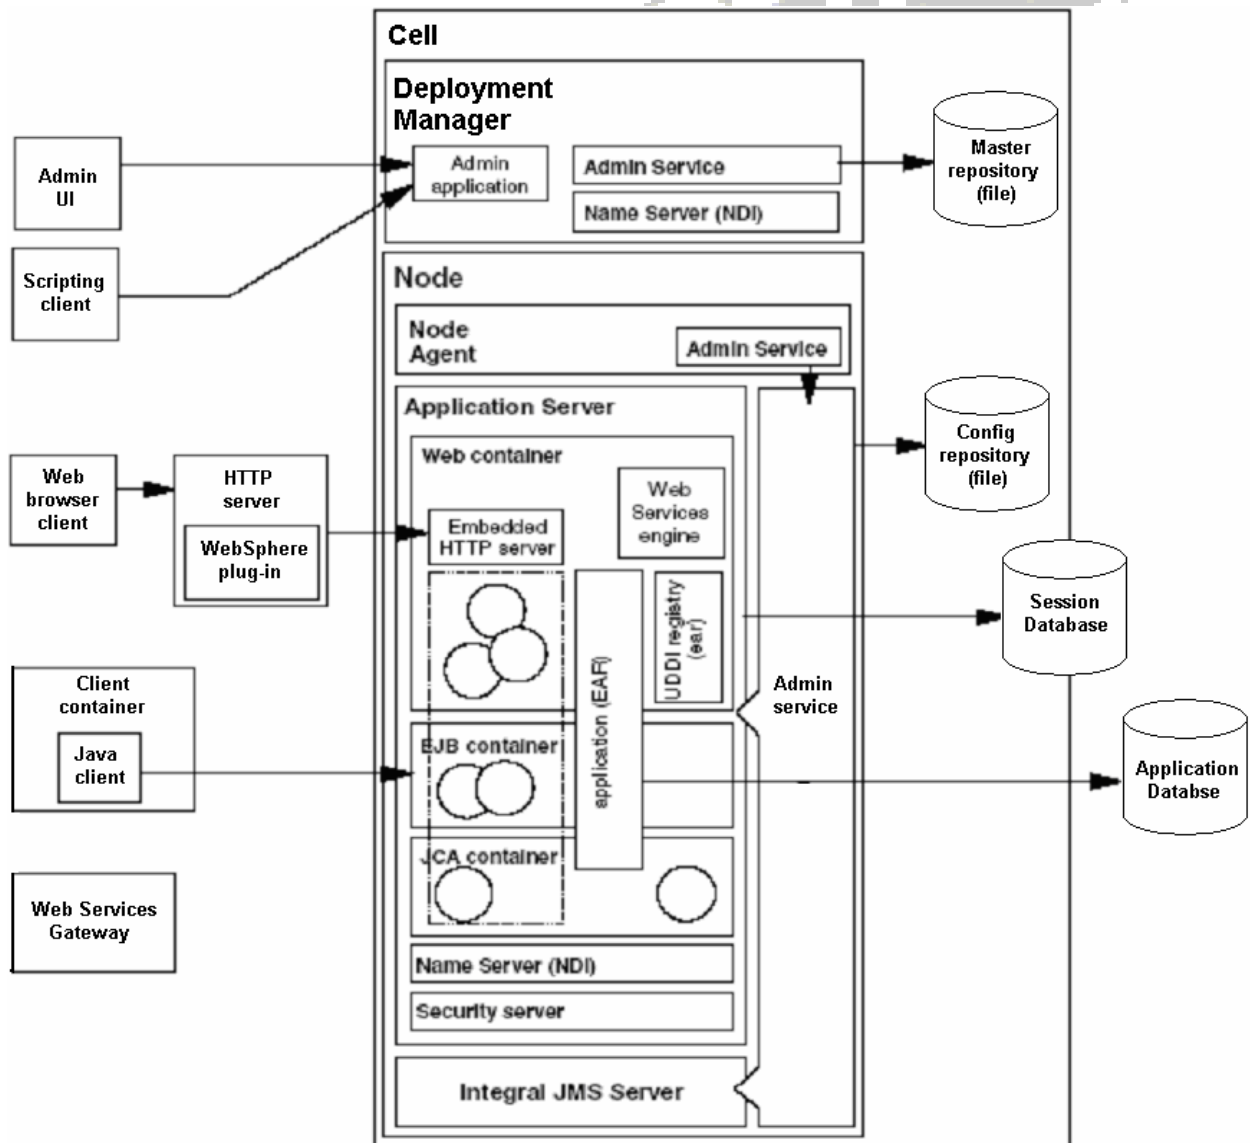 Cell
Deployment
Manager
Admin
application
Admin Service
Name Server (NDI)
Master
repository
(file)
Admin
UI
Scripting
client
Node
Node
Agent
Admin Service
Application Server
Web container
Config
repository
(file)
Web
browser
client
HTTP
server
WebSphere
plug-in
Embedded
HTTP server
Web
Services
engine
UDDI registry
(ear)
application (EAR)
Session
Database
Client
container
Java
client
Admin
service
EJB container
Application
Databse
JCA container
Web Services
Gateway
Name Server (NDI)
Security server
Integral JMS Server